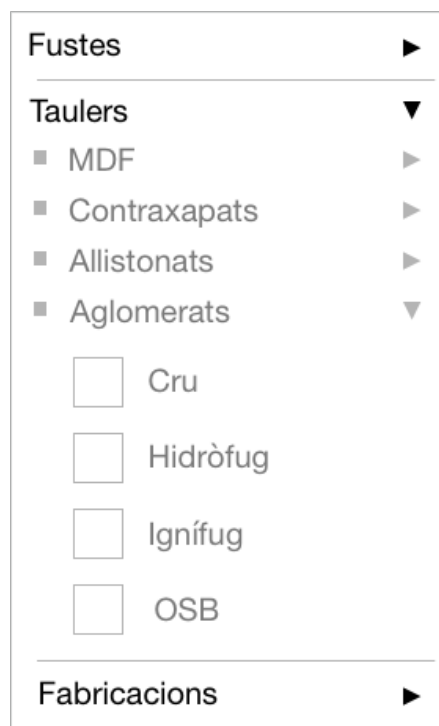 Fustes
Taulers
MDF
Contraxapats
Allistonats
Aglomerats
Cru
Hidròfug
Ignífug
OSB
Fabricacions